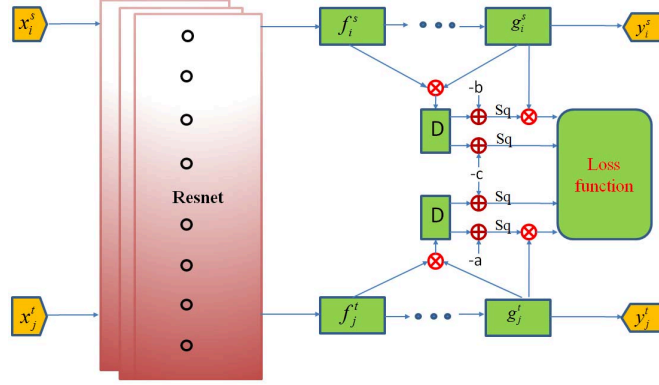 x_i^s
f_i^s
g_i^s
y_i^s
-b
Sq
D
Sq
-c
Resnet
Loss
function
Sq
D
Sq
-a
x_j^t
f_j^t
g_j^t
y_j^t